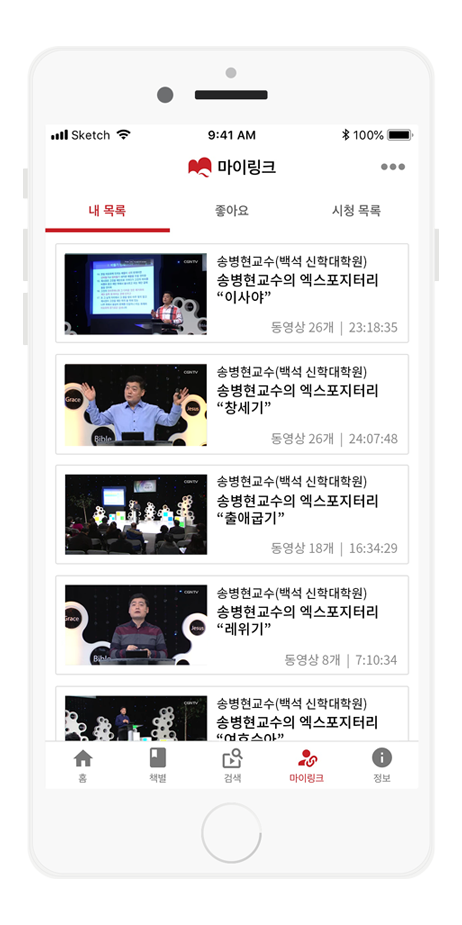 Sketch
9:41 AM
100%
마이링크
내 목록
좋아요
시청 목록
CGNTV
송병현교수(백석 신학대학원)
송병현교수의 엑스포지터리
“이사야”
동영상 26개 | 23:18:35
CGNTV
Grace
Jesus
Bible
송병현교수(백석 신학대학원)
송병현교수의 엑스포지터리
“창세기”
동영상 26개 | 24:07:48
CGNTV
송병현교수(백석 신학대학원)
송병현교수의 엑스포지터리
“출애굽기”
동영상 18개 | 16:34:29
CGNTV
Grace
Jesus
Bible
송병현교수(백석 신학대학원)
송병현교수의 엑스포지터리
“레위기”
동영상 8개 | 7:10:34
CGNTV
송병현교수(백석 신학대학원)
송병현교수의 엑스포지터리
“여호수아”
홈
책별
검색
마이링크
정보